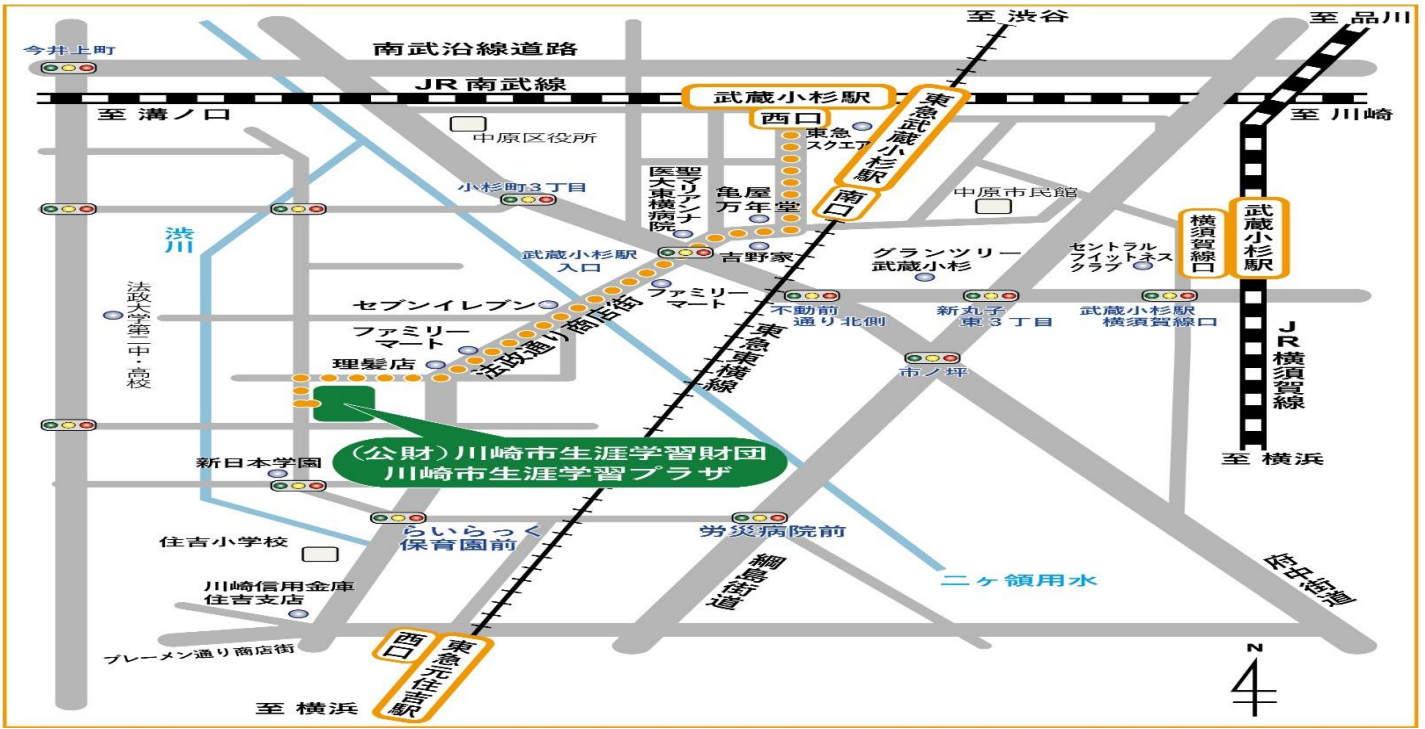 至 渋谷
至 品川
今井上町
南武沿線道路
JR南武線
武蔵小杉駅
西口
東急武蔵小杉駅
南口
至 溝ノ口
至 川崎
中原区役所
東急
スクエア
小杉町3丁目
聖マリアンナ
医大東横病院
亀屋
万年堂
中原市民館
渋川
武蔵小杉駅
入口
吉野家
グランツリー
武蔵小杉
セントラル
フィットネス
クラブ
横須賀線口
武蔵小杉駅
法政大学第二中・高校
セブンイレブン
ファミリー
マート
ファミリー
マート
理髪店
法政通り商店街
東急東横線
不動前
通り北側
新丸子
東3丁目
武蔵小杉駅
横須賀線口
JR横須賀線
市ノ坪
(公財)川崎市生涯学習財団
川崎市生涯学習プラザ
新日本学園
至 横浜
らいらっく
保育園前
労災病院前
住吉小学校
綱島街道
二ヶ領用水
府中街道
川崎信用金庫
住吉支店
ブレーメン通り商店街
西口
東急元住吉駅
至 横浜
N